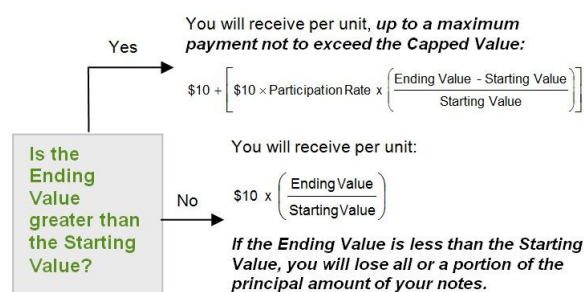 You will receive per unit, up to a maximum
payment not to exceed the Capped Value:
Yes
$10 + [ $10 × Participation Rate x ( Ending Value - Starting Value / Starting Value ) ]
Is the
Ending
Value
greater than
the Starting
Value?
No
You will receive per unit:
$10 x ( Ending Value / Starting Value )
If the Ending Value is less than the Starting
Value, you will lose all or a portion of the
principal amount of your notes.